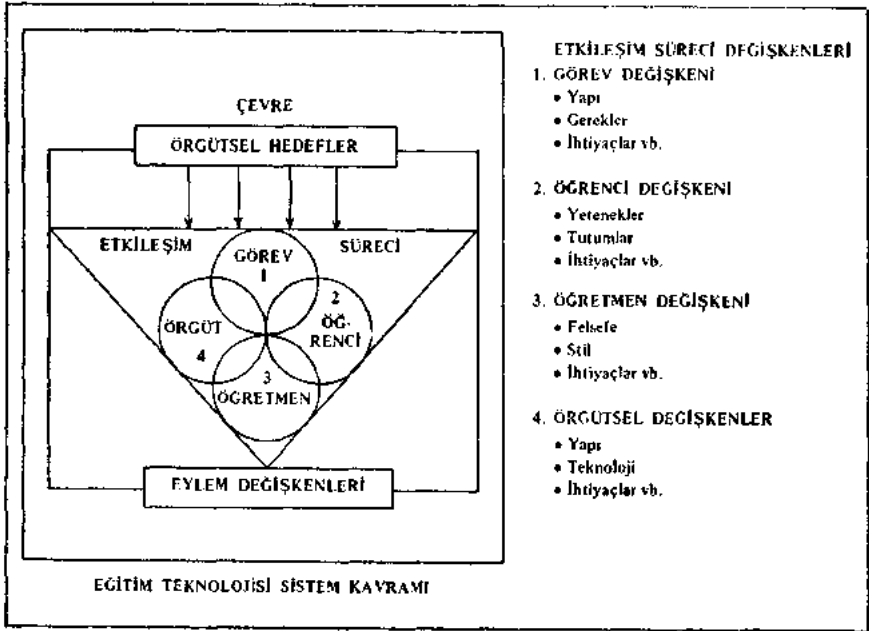 ÇEVRE
ÖRGÜTSEL HEDEFLER
ETKİLEŞİM SÜRECİ
GÖREV
1
2
ÖĞ-
RENCİ
ÖRGÜT
4
3
ÖĞRETMEN
EYLEM DEĞİŞKENLERİ
EĞİTİM TEKNOLOJİSİ SİSTEM KAVRAMI
ETKİLEŞİM SÜRECİ DEĞİŞKENLERİ
1. GÖREV DEĞİŞKENİ
• Yapı
• Gerekler
• İhtiyaçlar vb.
2. ÖĞRENCİ DEĞİŞKENİ
• Yetenekler
• Tutumlar
• İhtiyaçlar vb.
3. ÖĞRETMEN DEĞİŞKENİ
• Felsefe
• Stil
• İhtiyaçlar vb.
4. ÖRGÜTSEL DEĞİŞKENLER
• Yapı
• Teknoloji
• İhtiyaçlar vb.